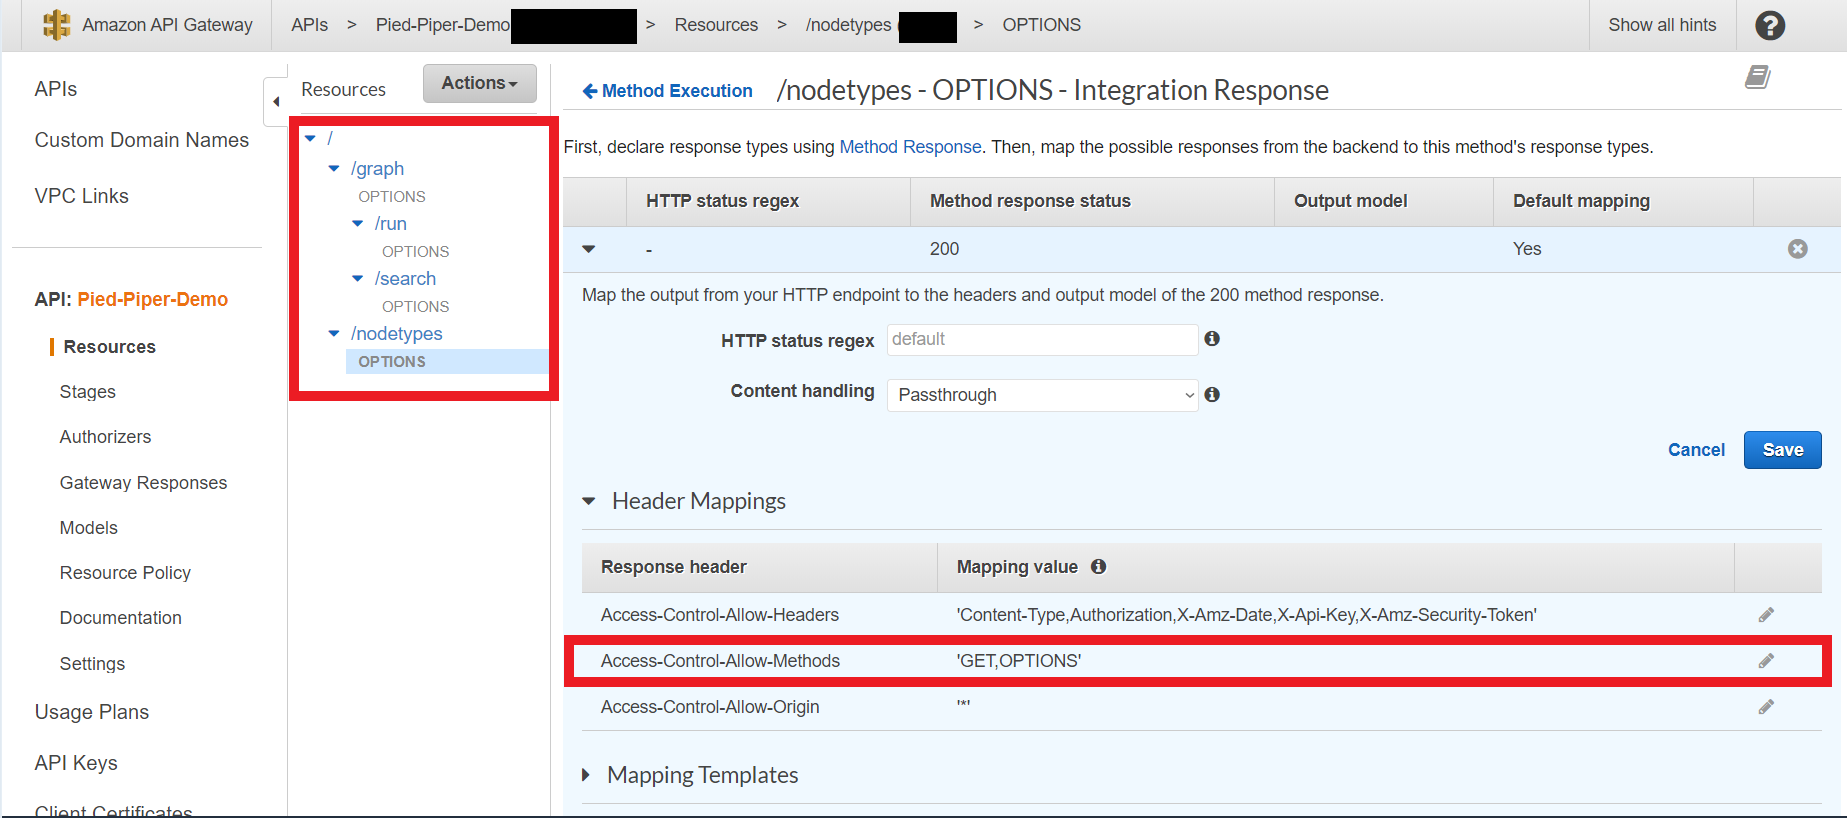 Amazon API Gateway APIs > Pied-Piper-Demo > Resources > /nodetypes ( > OPTIONS Show all hints ?
APIs
Custom Domain Names
VPC Links
API: Pied-Piper-Demo
Resources
Stages
Authorizers
Gateway Responses
Models
Resource Policy
Documentation
Settings
Usage Plans
API Keys
Client Certificates
Resources Actions
/
/graph
OPTIONS
/run
OPTIONS
/search
OPTIONS
/nodetypes
OPTIONS
Method Execution /nodetypes - OPTIONS - Integration Response
First, declare response types using Method Response. Then, map the possible responses from the backend to this method's response types.
HTTP status regex Method response status Output model Default mapping
- 200 Yes
Map the output from your HTTP endpoint to the headers and output model of the 200 method response.
HTTP status regex default
Content handling Passthrough
Cancel Save
Header Mappings
Response header Mapping value
Access-Control-Allow-Headers 'Content-Type,Authorization,X-Amz-Date,X-Api-Key,X-Amz-Security-Token'
Access-Control-Allow-Methods 'GET,OPTIONS'
Access-Control-Allow-Origin '*'
Mapping Templates